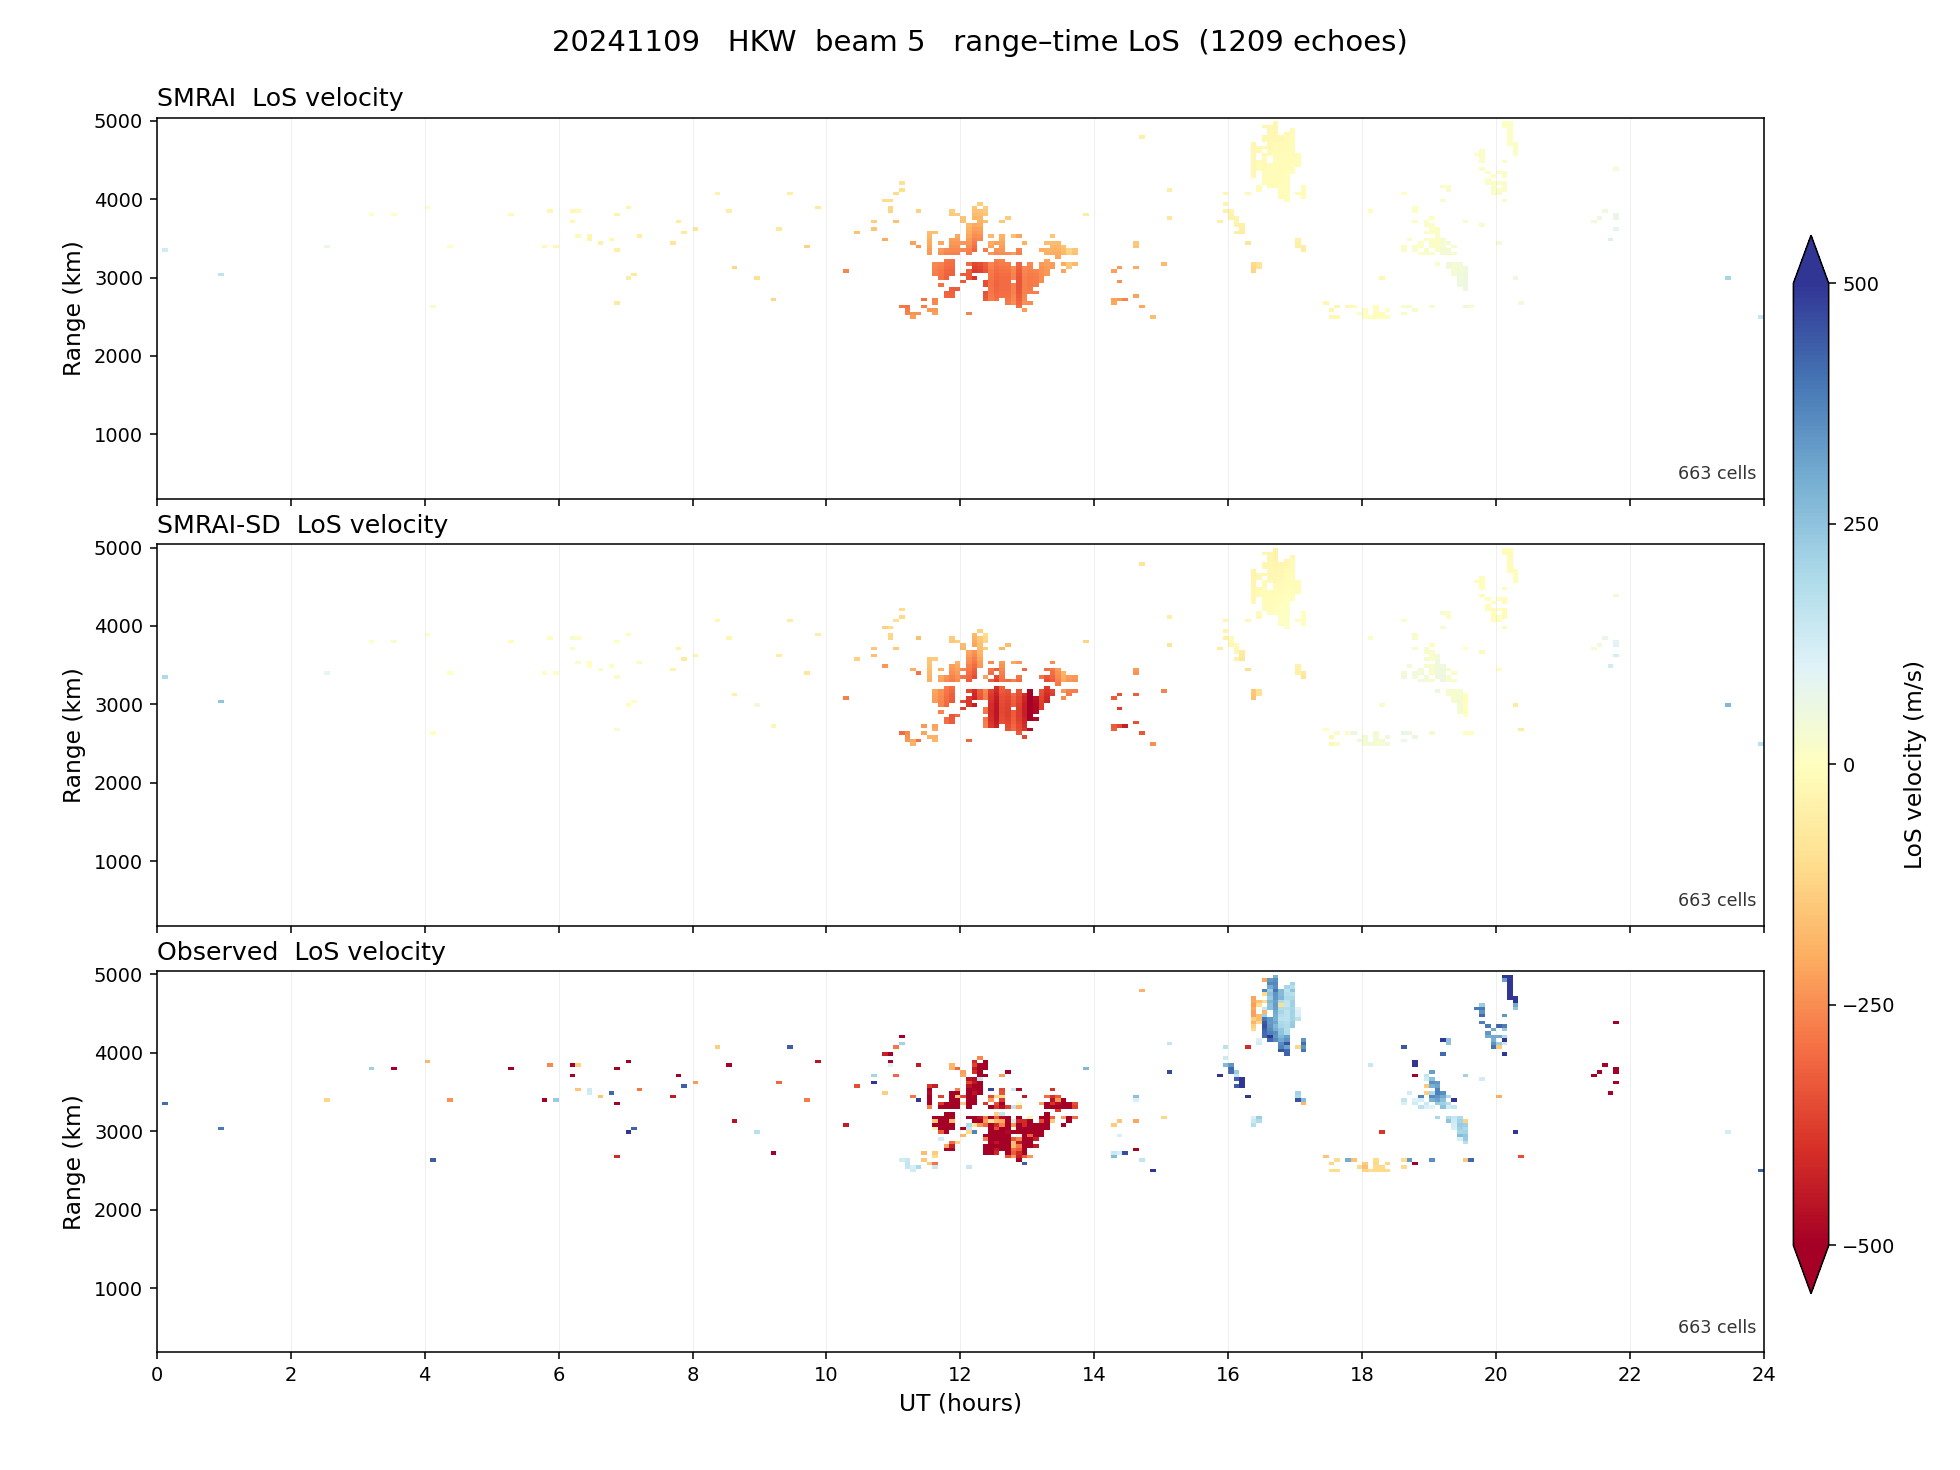 20241109   HKW  beam 5   range–time LoS  (1209 echoes)
SMRAI  LoS velocity
5000
4000
3000
2000
1000
Range (km)
663 cells
SMRAI-SD  LoS velocity
5000
4000
3000
2000
1000
Range (km)
663 cells
Observed  LoS velocity
5000
4000
3000
2000
1000
Range (km)
663 cells
0 2 4 6 8 10 12 14 16 18 20 22 24
UT (hours)
500
250
0
−250
−500
LoS velocity (m/s)